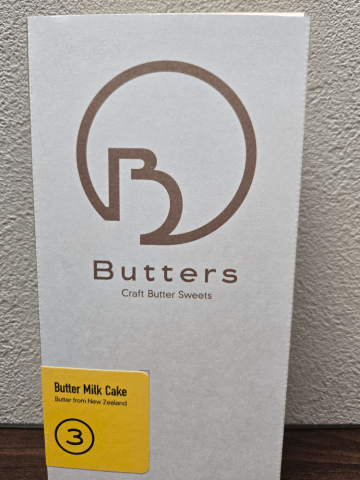 B
Butters
Craft Butter Sweets
Butter Milk Cake
Butter from New Zealand
3